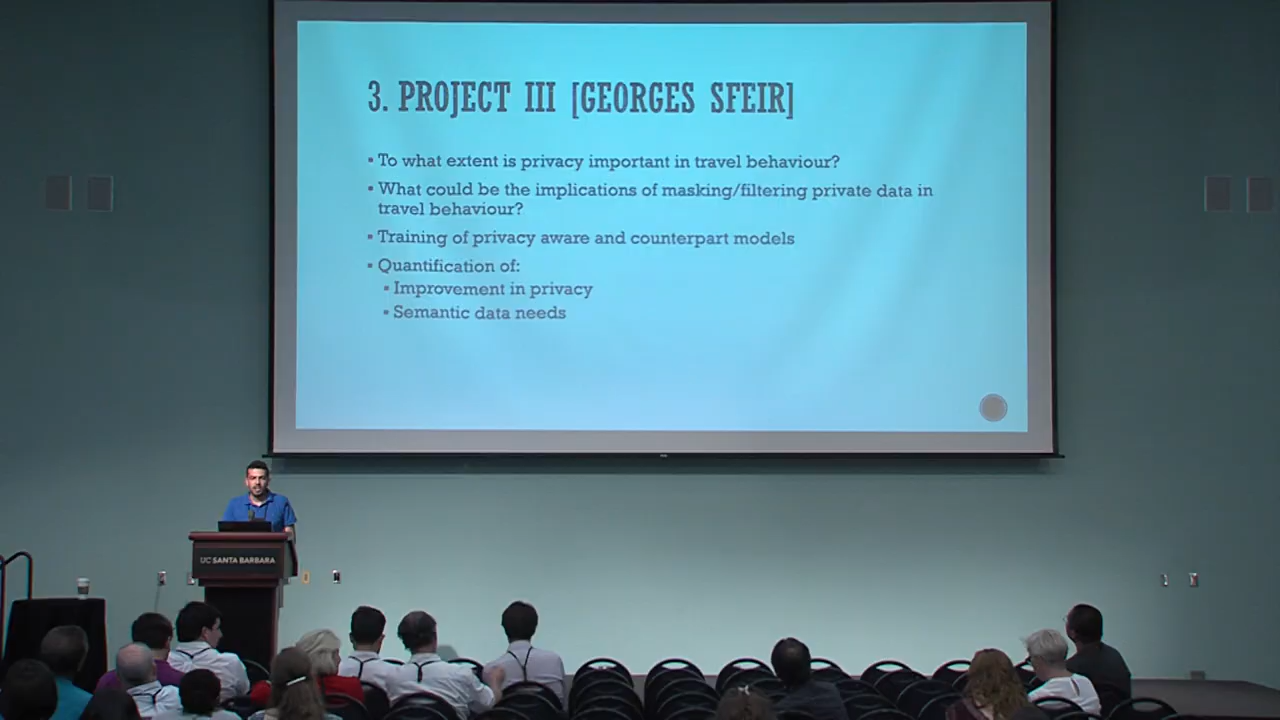 3. PROJECT III [GEORGES SFEIR]
▪ To what extent is privacy important in travel behaviour?
▪ What could be the implications of masking/filtering private data in
travel behaviour?
▪ Training of privacy aware and counterpart models
▪ Quantification of:
▪ Improvement in privacy
▪ Semantic data needs
UC SANTA BARBARA